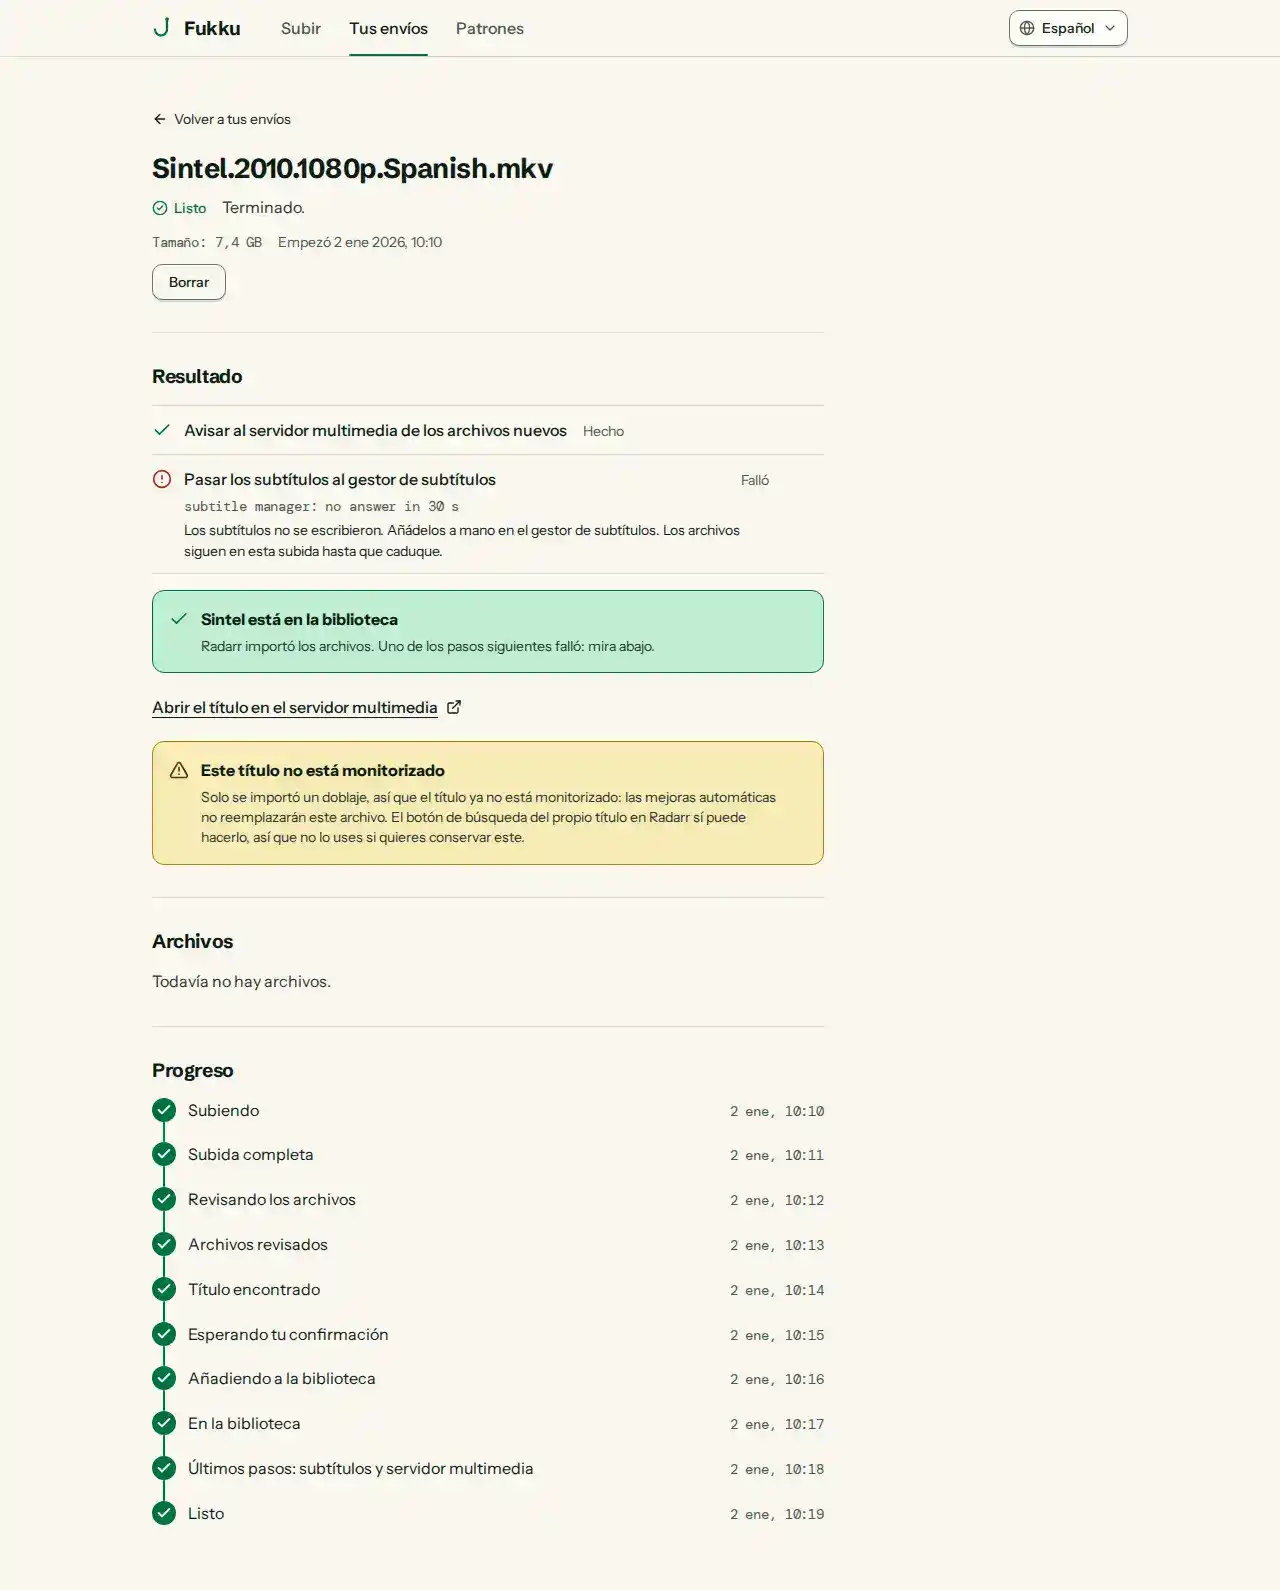 Fukku
Subir
Tus envíos
Patrones
Español
Volver a tus envíos
Sintel.2010.1080p.Spanish.mkv
Listo Terminado.
Tamaño: 7,4 GB Empezó 2 ene 2026, 10:10
Borrar
Resultado
Avisar al servidor multimedia de los archivos nuevos Hecho
Pasar los subtítulos al gestor de subtítulos Falló
subtitle manager: no answer in 30 s
Los subtítulos no se escribieron. Añádelos a mano en el gestor de subtítulos. Los archivos
siguen en esta subida hasta que caduque.
Sintel está en la biblioteca
Radarr importó los archivos. Uno de los pasos siguientes falló: mira abajo.
Abrir el título en el servidor multimedia
Este título no está monitorizado
Solo se importó un doblaje, así que el título ya no está monitorizado: las mejoras automáticas
no reemplazarán este archivo. El botón de búsqueda del propio título en Radarr sí puede
hacerlo, así que no lo uses si quieres conservar este.
Archivos
Todavía no hay archivos.
Progreso
Subiendo 2 ene, 10:10
Subida completa 2 ene, 10:11
Revisando los archivos 2 ene, 10:12
Archivos revisados 2 ene, 10:13
Título encontrado 2 ene, 10:14
Esperando tu confirmación 2 ene, 10:15
Añadiendo a la biblioteca 2 ene, 10:16
En la biblioteca 2 ene, 10:17
Últimos pasos: subtítulos y servidor multimedia 2 ene, 10:18
Listo 2 ene, 10:19